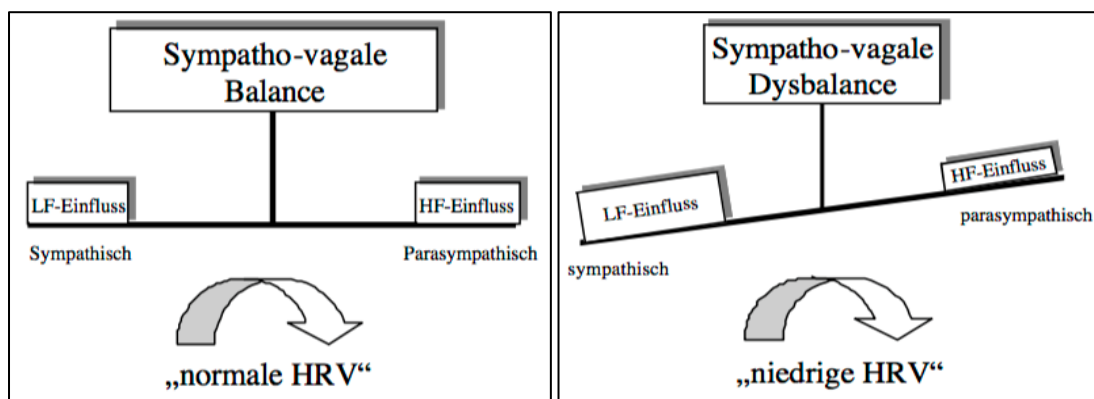 Sympatho-vagale
Balance
LF-Einfluss
HF-Einfluss
Sympathisch
Parasympathisch
„normale HRV“
Sympatho-vagale
Dysbalance
LF-Einfluss
HF-Einfluss
sympathisch
parasympathisch
„niedrige HRV“